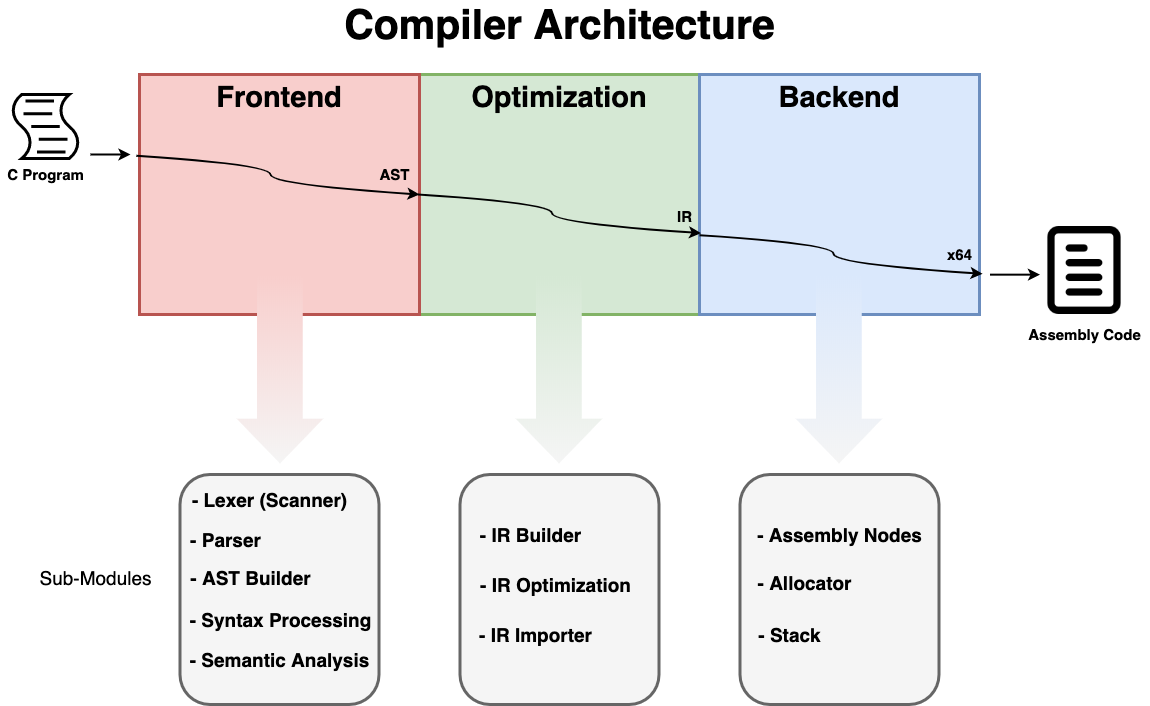 Compiler Architecture
Frontend
Optimization
Backend
C Program
AST
IR
x64
Assembly Code
Sub-Modules
- Lexer (Scanner)
- Parser
- AST Builder
- Syntax Processing
- Semantic Analysis
- IR Builder
- IR Optimization
- IR Importer
- Assembly Nodes
- Allocator
- Stack